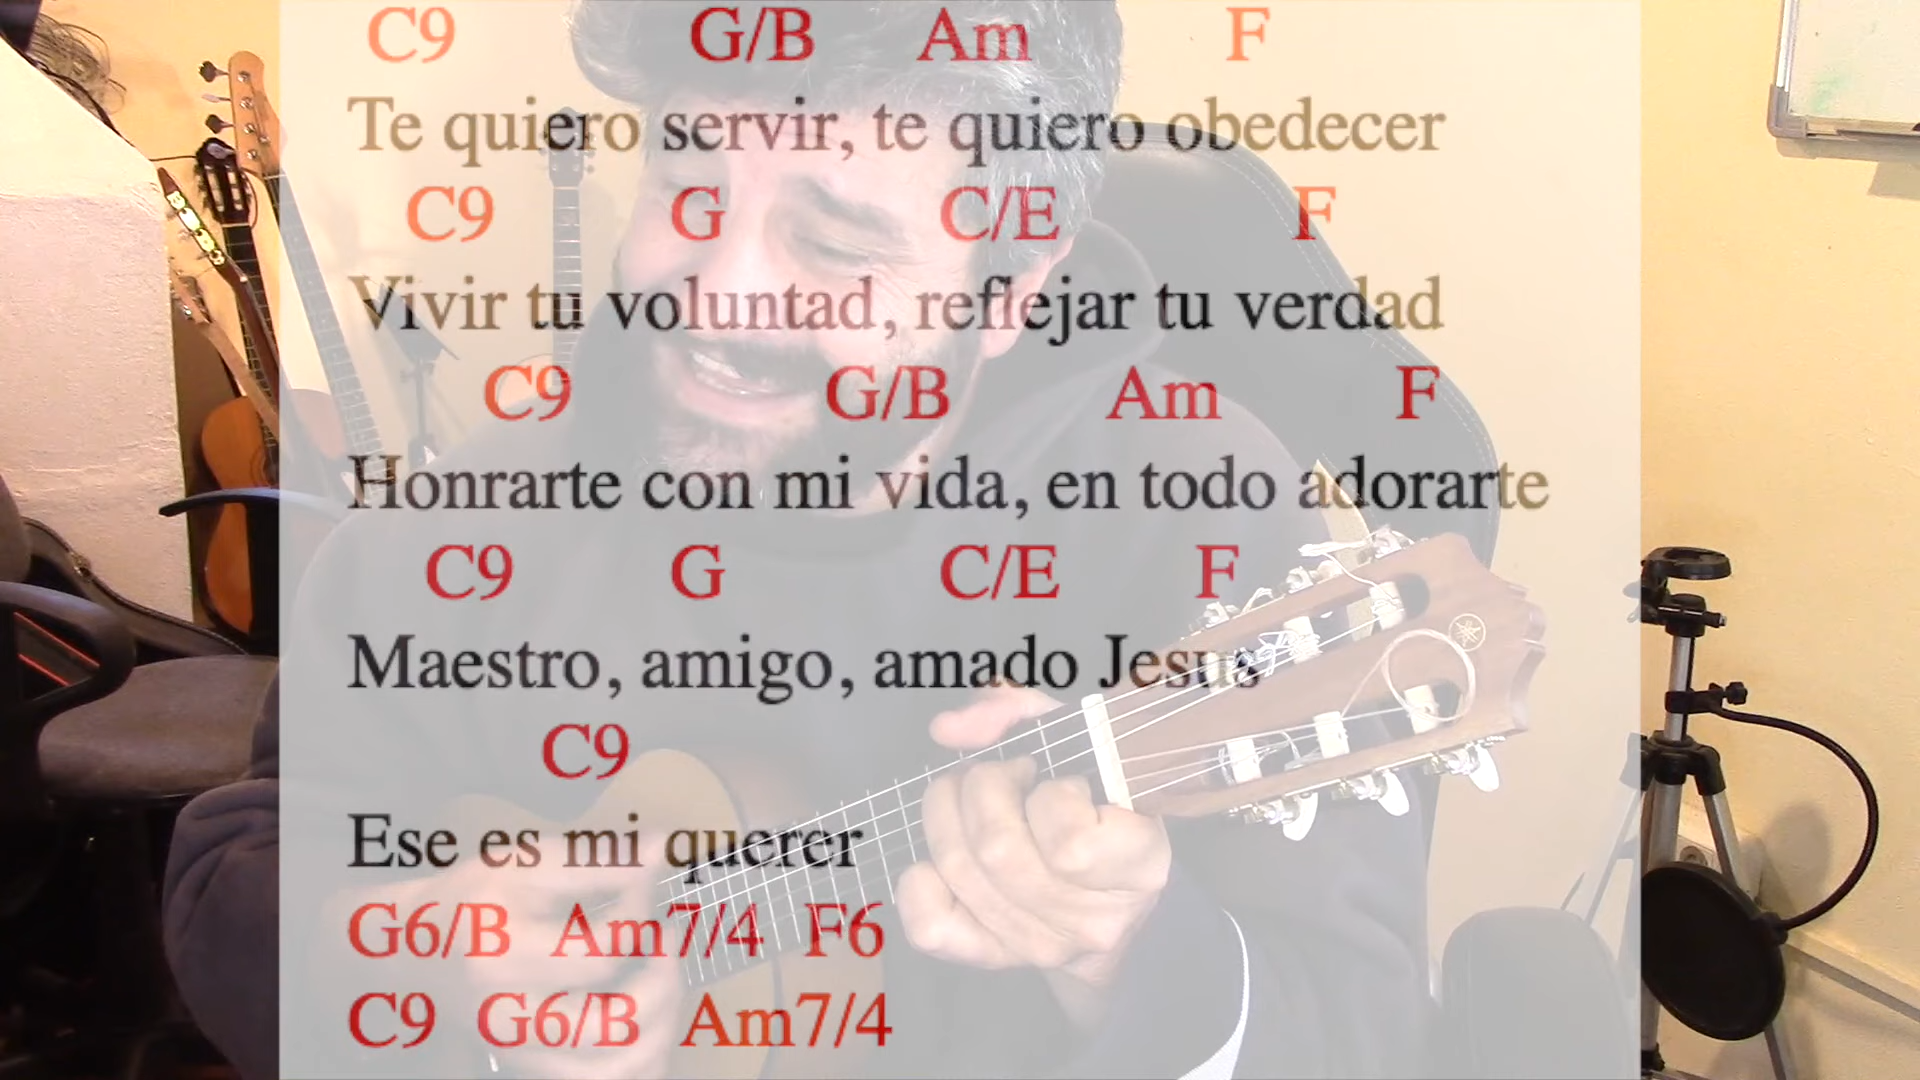 C9 G/B Am F
Te quiero servir, te quiero obedecer
C9 G C/E F
Vivir tu voluntad, reflejar tu verdad
C9 G/B Am F
Honrarte con mi vida, en todo adorarte
C9 G C/E F
Maestro, amigo, amado Jesus
C9
Ese es mi querer
G6/B Am7/4 F6
C9 G6/B Am7/4